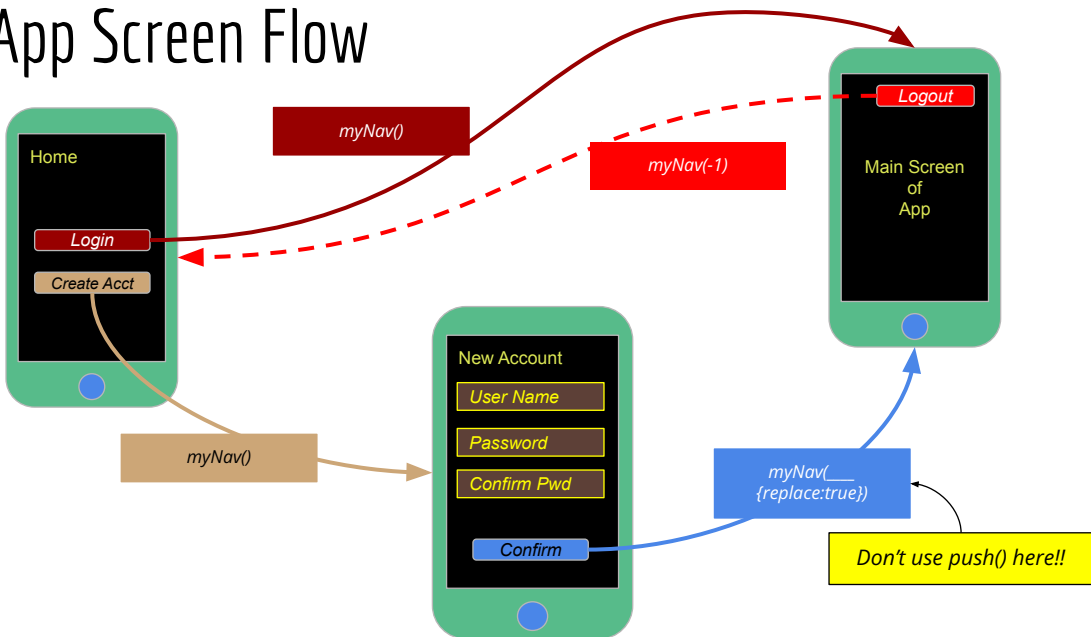 App Screen Flow
myNav()
Logout
myNav(-1)
Home
Main Screen
of
App
Login
Create Acct
New Account
User Name
myNav()
Password
Confirm Pwd
myNav(___
{replace:true})
Confirm
Don't use push() here!!